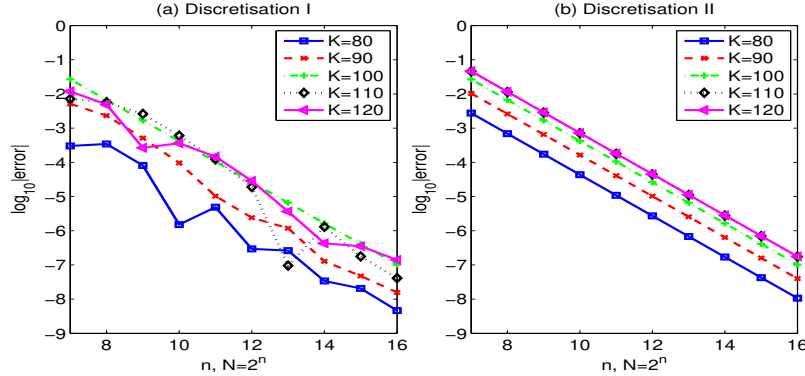 (a) Discretisation I
0
−1
−2
−3
−4
−5
−6
−7
−8
−9
8
10
12
14
16
log10|error|
n, N=2^n
K=80
K=90
K=100
K=110
K=120
(b) Discretisation II
0
−1
−2
−3
−4
−5
−6
−7
−8
−9
8
10
12
14
16
log10|error|
n, N=2^n
K=80
K=90
K=100
K=110
K=120